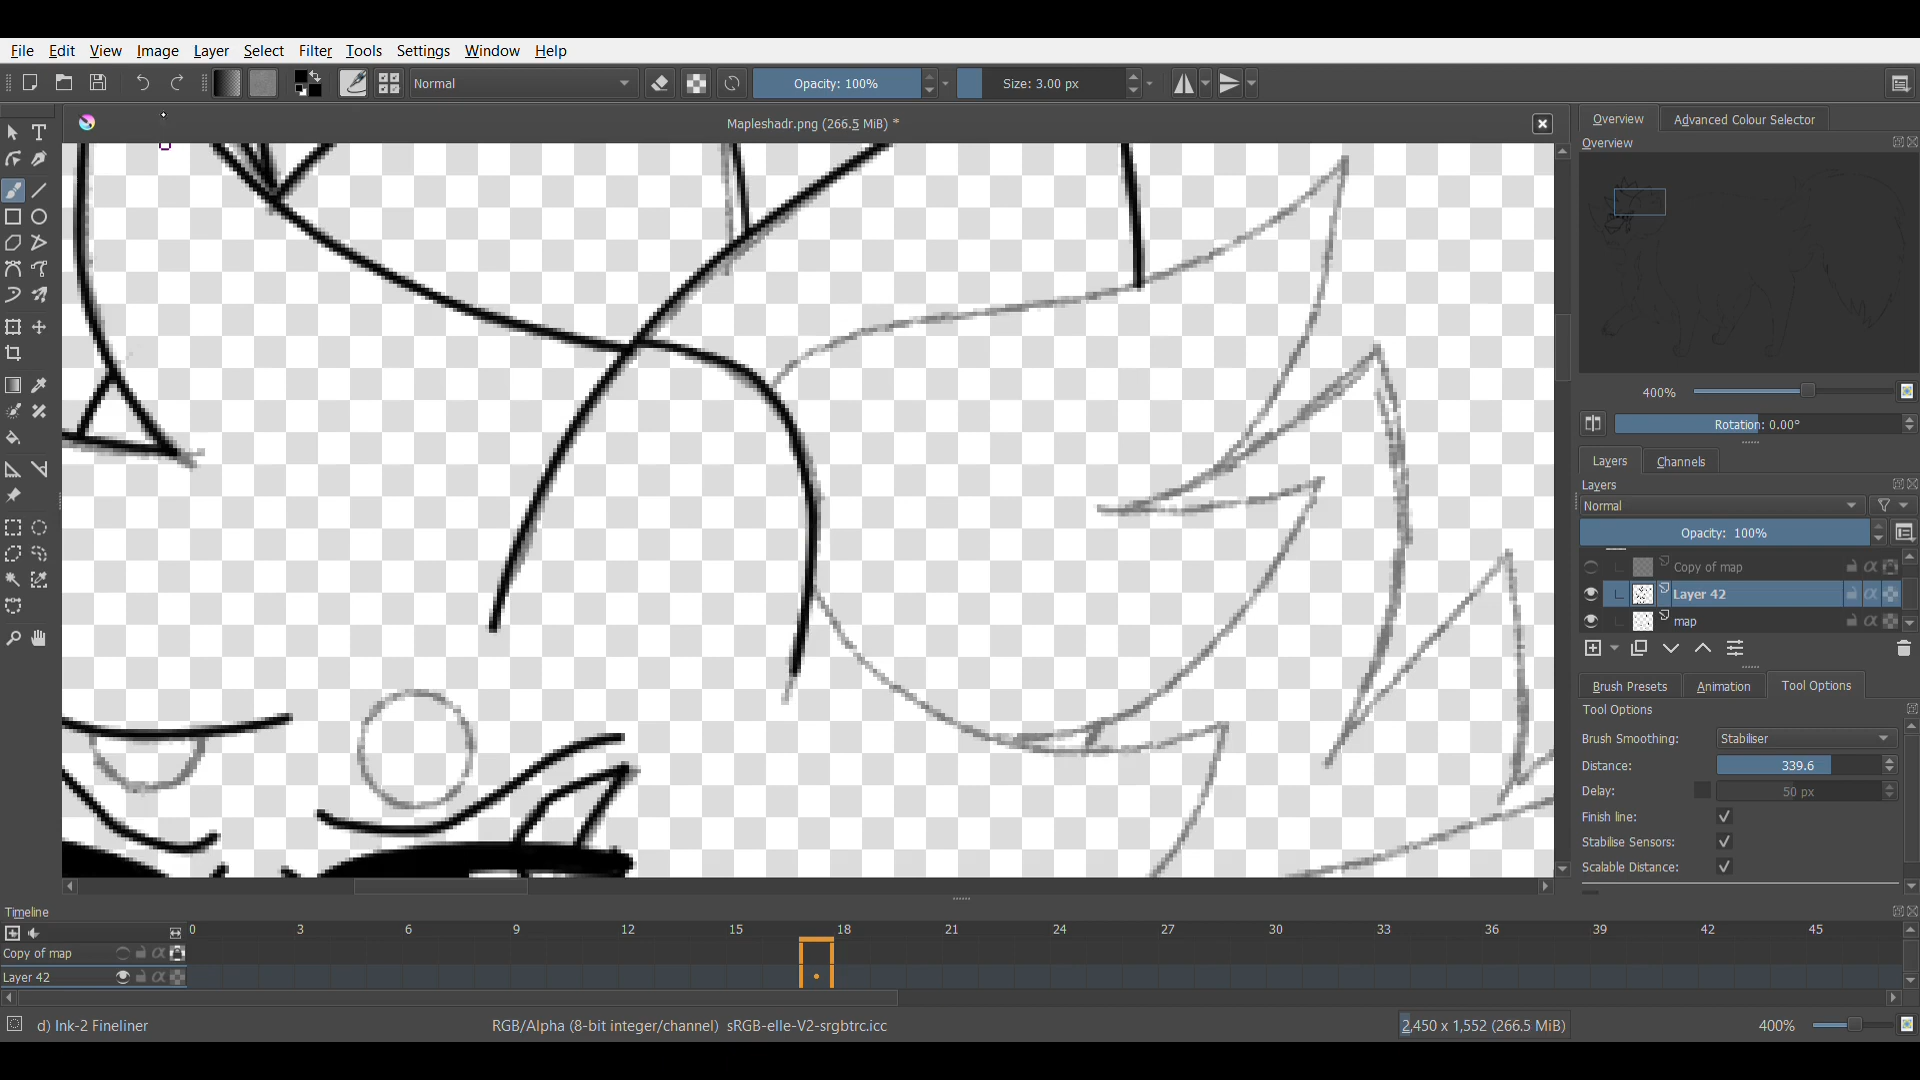 File Edit View Image Layer Select Filter Tools Settings Window Help
Normal Opacity: 100% Size: 3.00 px
Mapleshadr.png (266.5 MiB) *
Overview Advanced Colour Selector
Overview
400%
Rotation: 0.00°
Layers Channels
Layers
Normal
Opacity: 100%
Copy of map
Layer 42
map
Brush Presets Animation Tool Options
Tool Options
Brush Smoothing: Stabiliser
Distance: 339.6
Delay: 50 px
Finish line:
Stabilise Sensors:
Scalable Distance:
Timeline
0 3 6 9 12 15 18 21 24 27 30 33 36 39 42 45
Copy of map
Layer 42
d) Ink-2 Fineliner RGB/Alpha (8-bit integer/channel) sRGB-elle-V2-srgbtrc.icc 2,450 x 1,552 (266.5 MiB) 400%